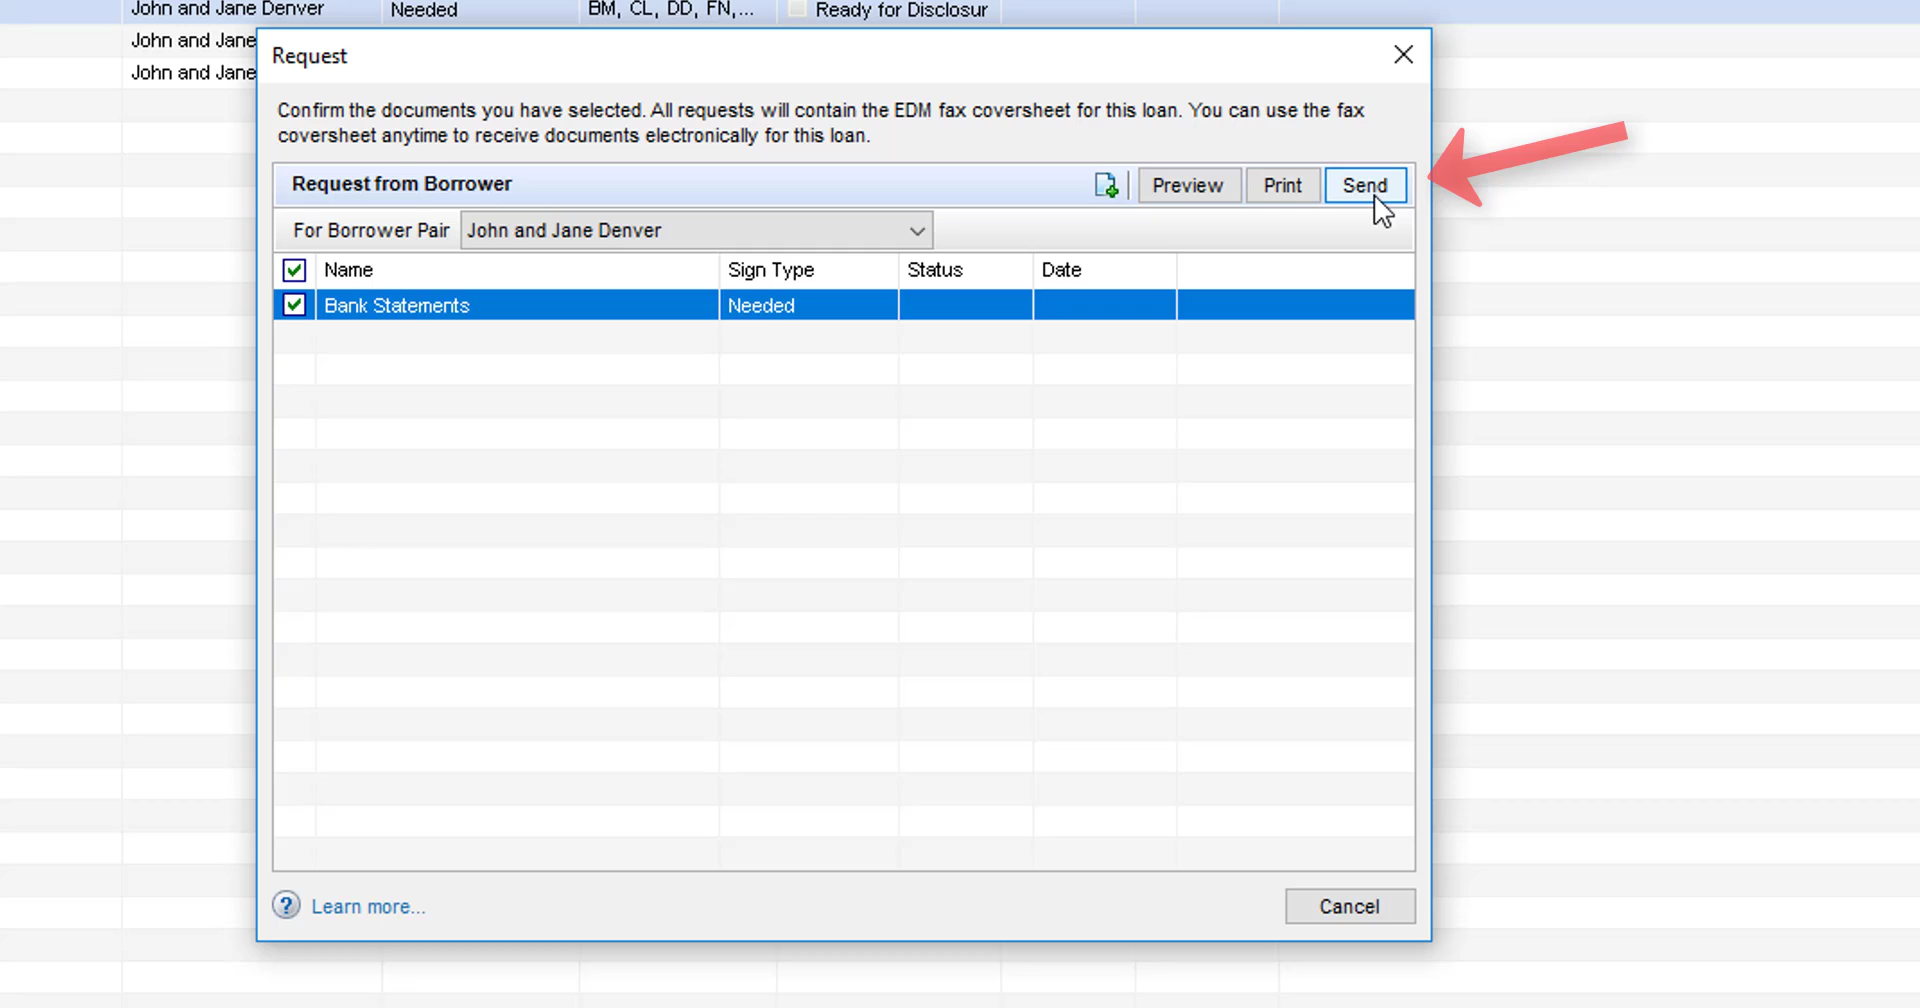 John and Jane Denver Needed BM, CL, DD, FN,... Ready for Disclosur
John and Jane
John and Jane
Request
Confirm the documents you have selected. All requests will contain the EDM fax coversheet for this loan. You can use the fax
coversheet anytime to receive documents electronically for this loan.
Request from Borrower Preview Print Send
For Borrower Pair John and Jane Denver
Name Sign Type Status Date
Bank Statements Needed
? Learn more... Cancel